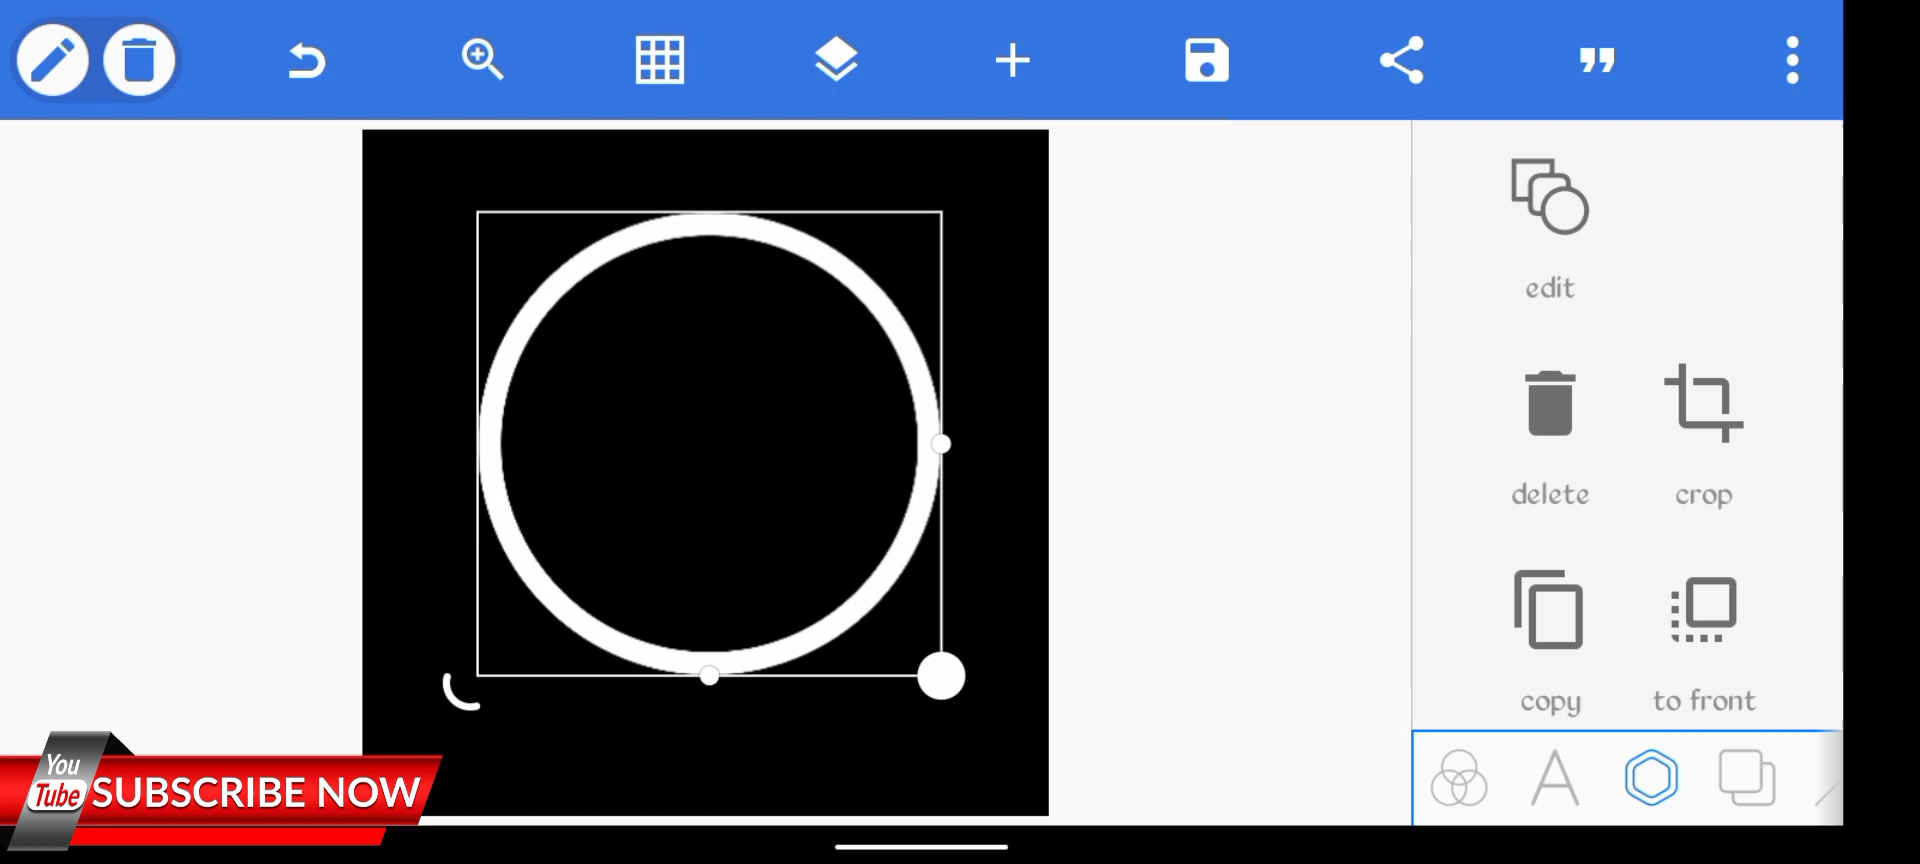 edit
delete
crop
copy
to front
You
Tube
SUBSCRIBE NOW